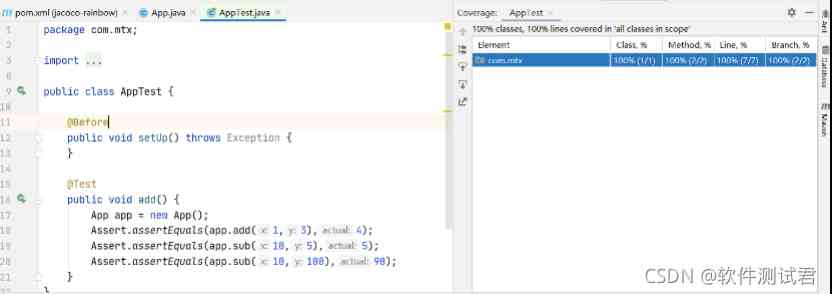 pom.xml (jacoco-rainbow) × App.java × AppTest.java ×
1 package com.mtx;
2
3 import ...
8
9 public class AppTest {
10
11 @Before
12 public void setUp() throws Exception {
13 }
14
15 @Test
16 public void add() {
17 App app = new App();
18 Assert.assertEquals(app.add( x: 1, y: 3), actual: 4);
19 Assert.assertEquals(app.sub( x: 10, y: 5), actual: 5);
20 Assert.assertEquals(app.sub( x: 10, y: 100), actual: 90);
21 }
22 }
Coverage: AppTest ×
100% classes, 100% lines covered in 'all classes in scope'
Element Class, % Method, % Line, % Branch, %
com.mtx 100% (1/1) 100% (2/2) 100% (7/7) 100% (2/2)
Ant
Database
Maven
CSDN @软件测试君